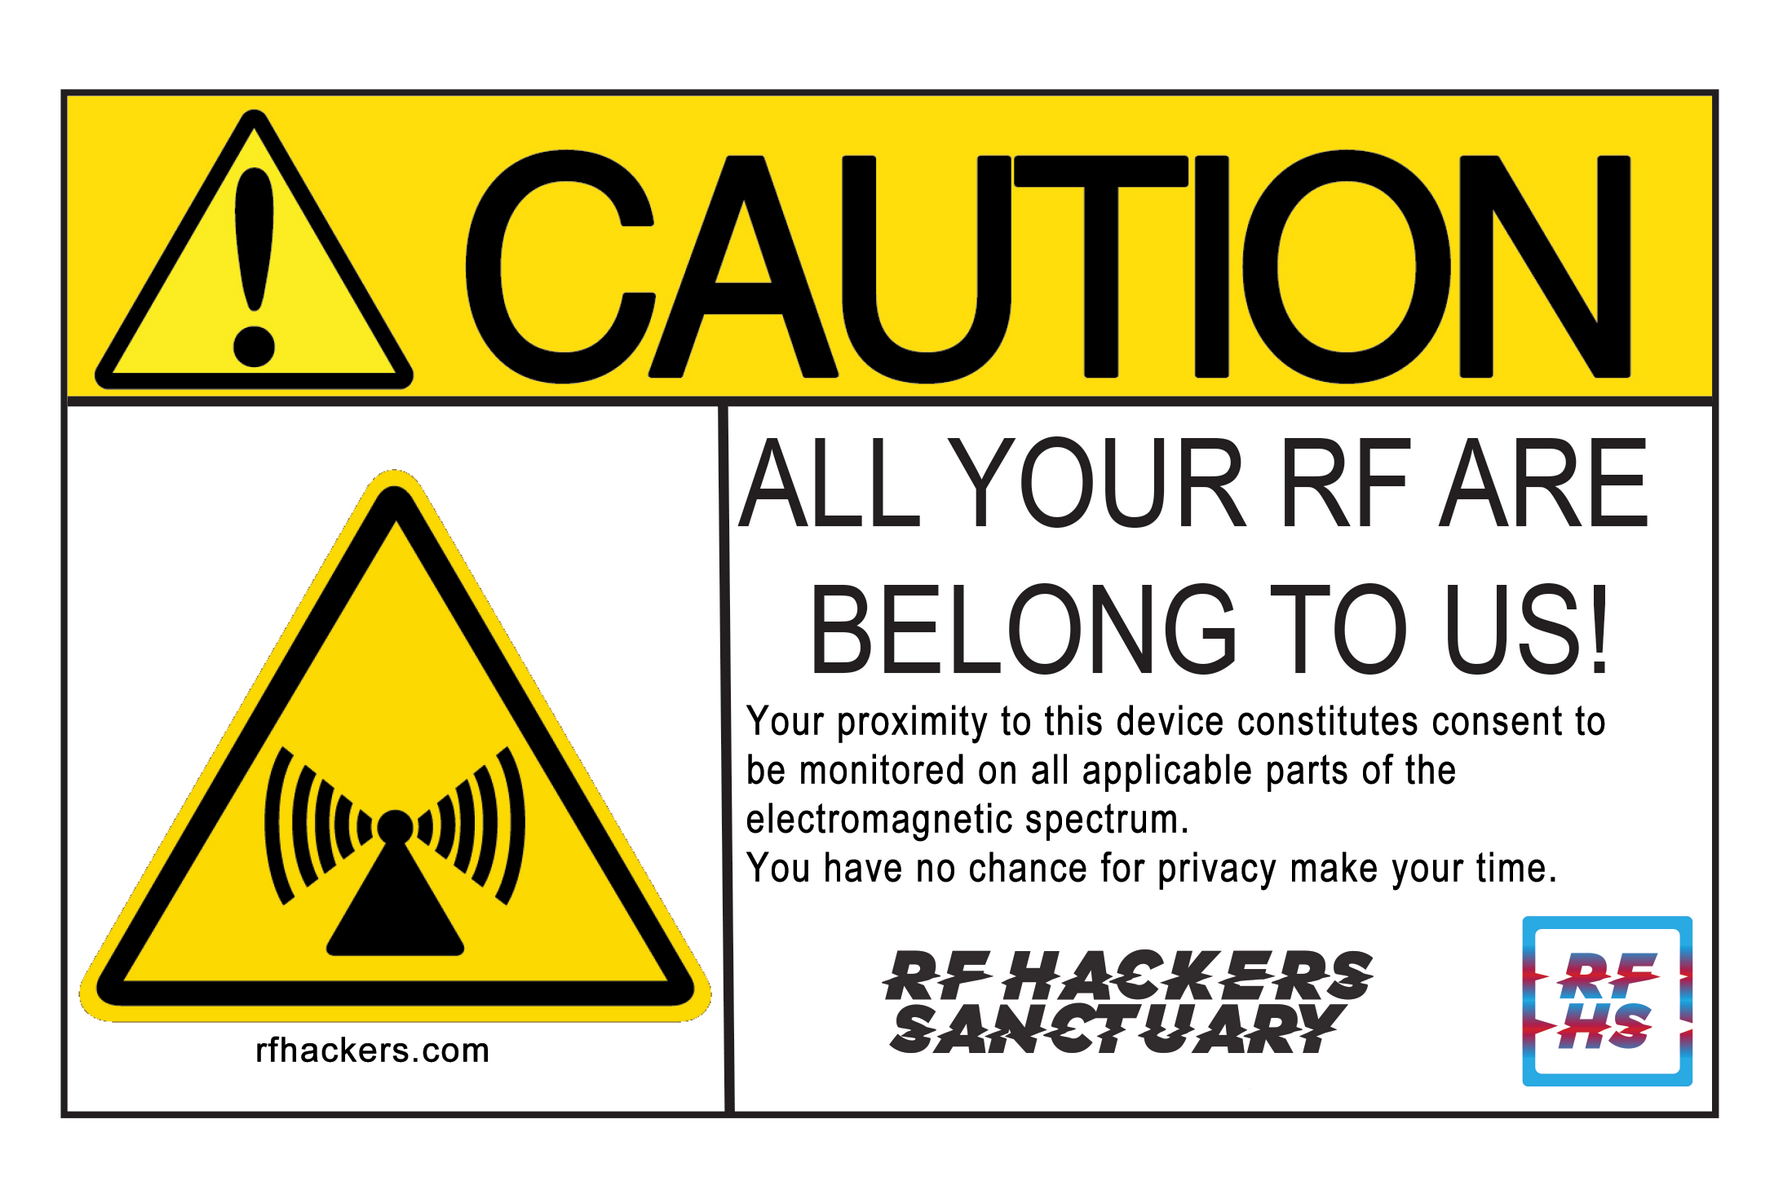 CAUTION
ALL YOUR RF ARE
BELONG TO US!
Your proximity to this device constitutes consent to
be monitored on all applicable parts of the
electromagnetic spectrum.
You have no chance for privacy make your time.
RF HACKERS
SANCTUARY
RF
HS
rfhackers.com